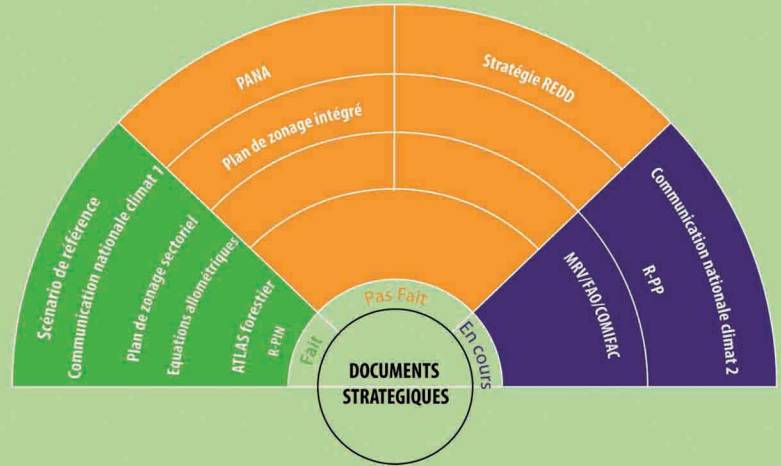 PANA
Stratégie REDD
Plan de zonage intégré
Scénario de référence
Communication nationale climat 1
Plan de zonage sectoriel
Equations allométriques
ATLAS forestier
R-PIN
Communication nationale climat 2
R-PP
MRV/FAO/COMIFAC
Fait
Pas Fait
En cours
DOCUMENTS
STRATEGIQUES